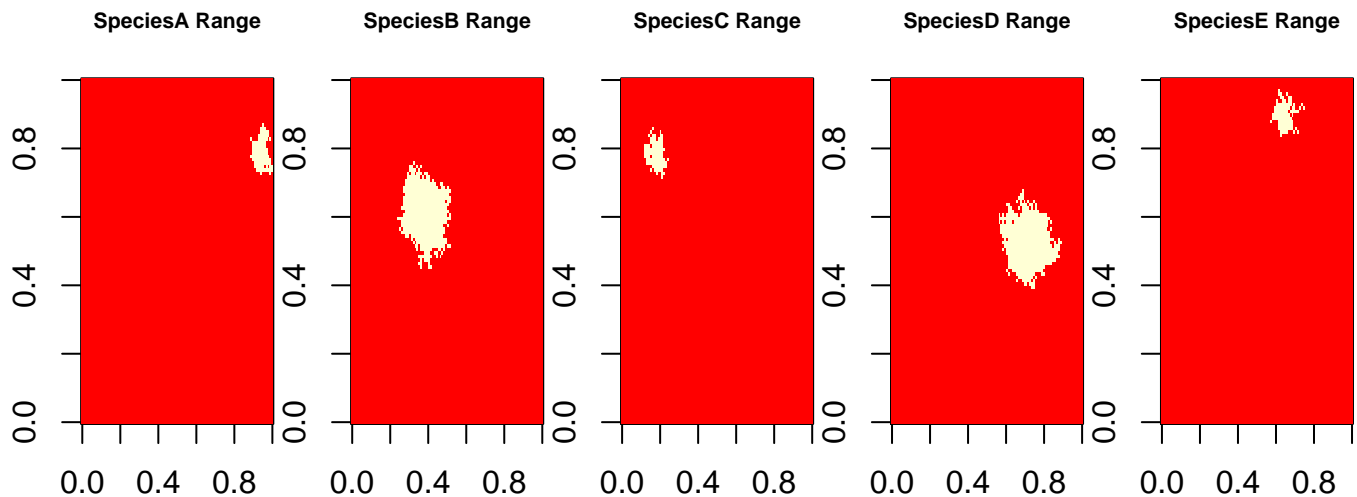 SpeciesA Range SpeciesB Range SpeciesC Range SpeciesD Range SpeciesE Range
0.8 0.8 0.8 0.8 0.8
0.4 0.4 0.4 0.4 0.4
0.0 0.0 0.0 0.0 0.0
0.0 0.4 0.8 0.0 0.4 0.8 0.0 0.4 0.8 0.0 0.4 0.8 0.0 0.4 0.8